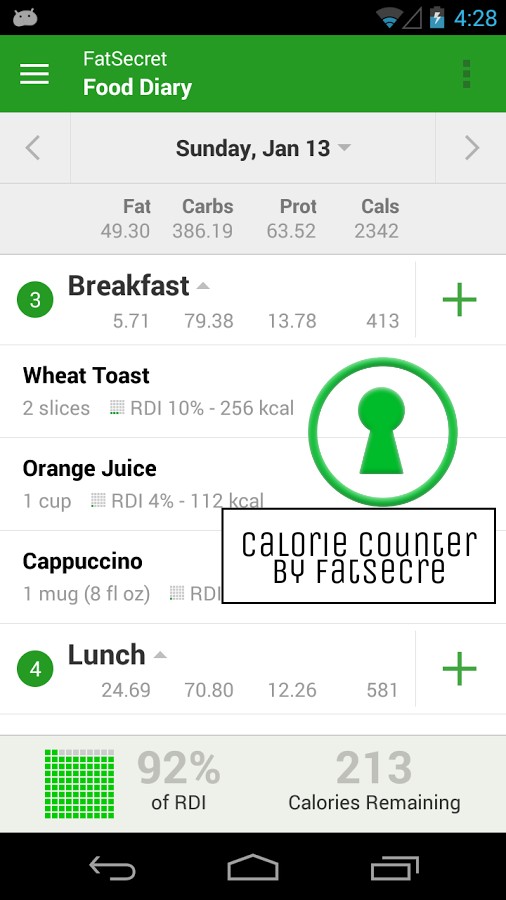 4:28
FatSecret
Food Diary
Sunday, Jan 13
Fat Carbs Prot Cals
49.30 386.19 63.52 2342
3 Breakfast
5.71 79.38 13.78 413
Wheat Toast
2 slices RDI 10% - 256 kcal
Orange Juice
1 cup RDI 4% - 112 kcal
CALORIE COUNTER
BY FATSECRE
Cappuccino
1 mug (8 fl oz) RDI
4 Lunch
24.69 70.80 12.26 581
92% 213
of RDI Calories Remaining